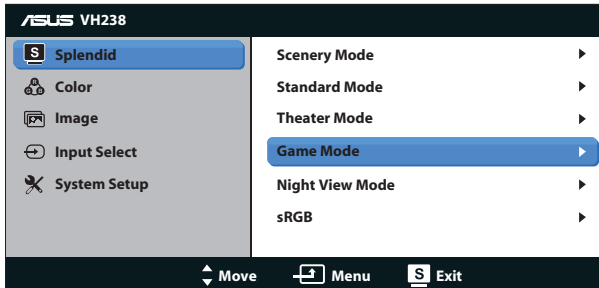 ASUS VH238
S Splendid
Color
Image
Input Select
System Setup
Scenery Mode
Standard Mode
Theater Mode
Game Mode
Night View Mode
sRGB
Move Menu S Exit